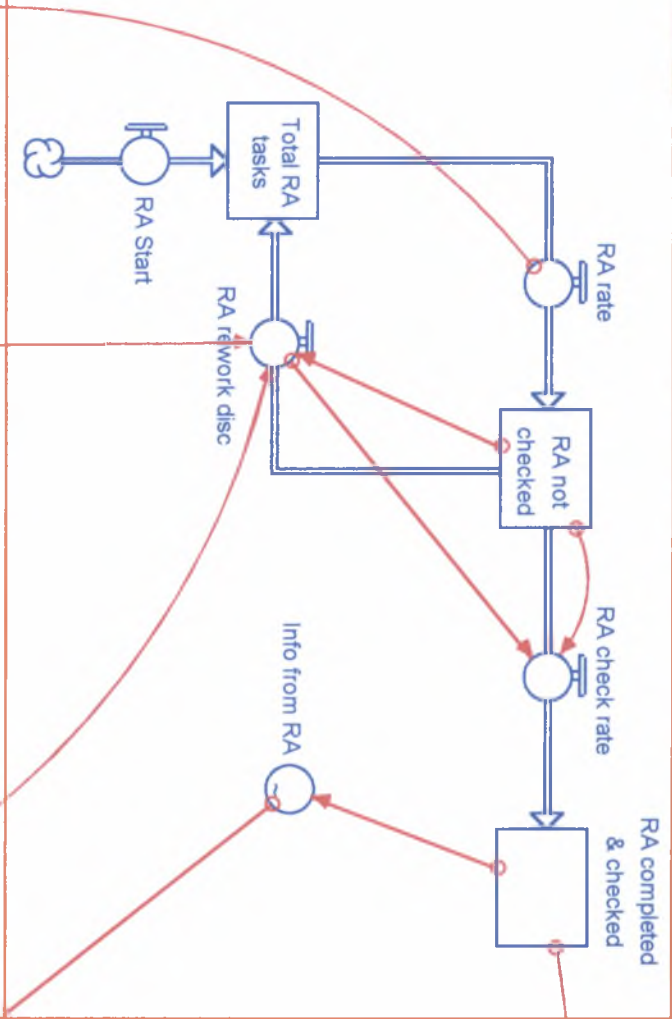 RA completed
& checked
RA rate
RA check rate
RA not
checked
Total RA
tasks
RA rework disc
Info from RA
RA Start
~